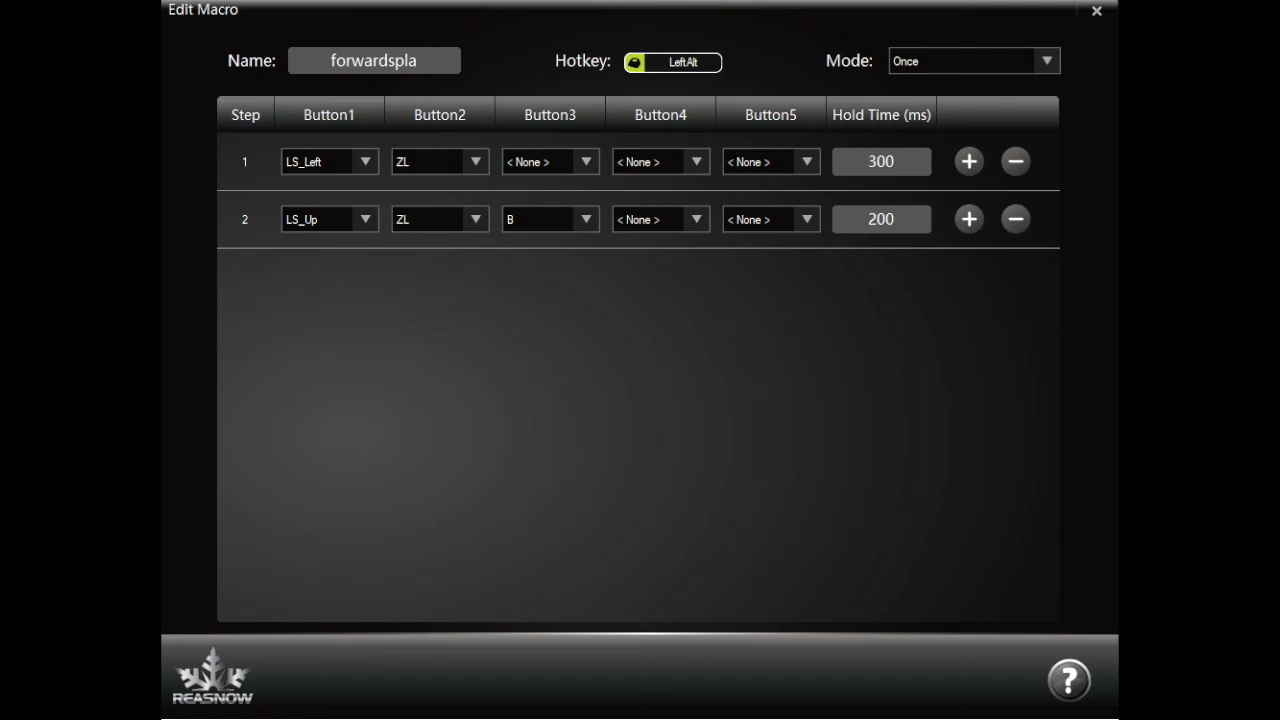 Edit Macro
Name: forwardspla Hotkey: LeftAlt Mode: Once
Step Button1 Button2 Button3 Button4 Button5 Hold Time (ms)
1 LS_Left ZL < None > < None > < None > 300
2 LS_Up ZL B < None > < None > 200
REASNOW
?